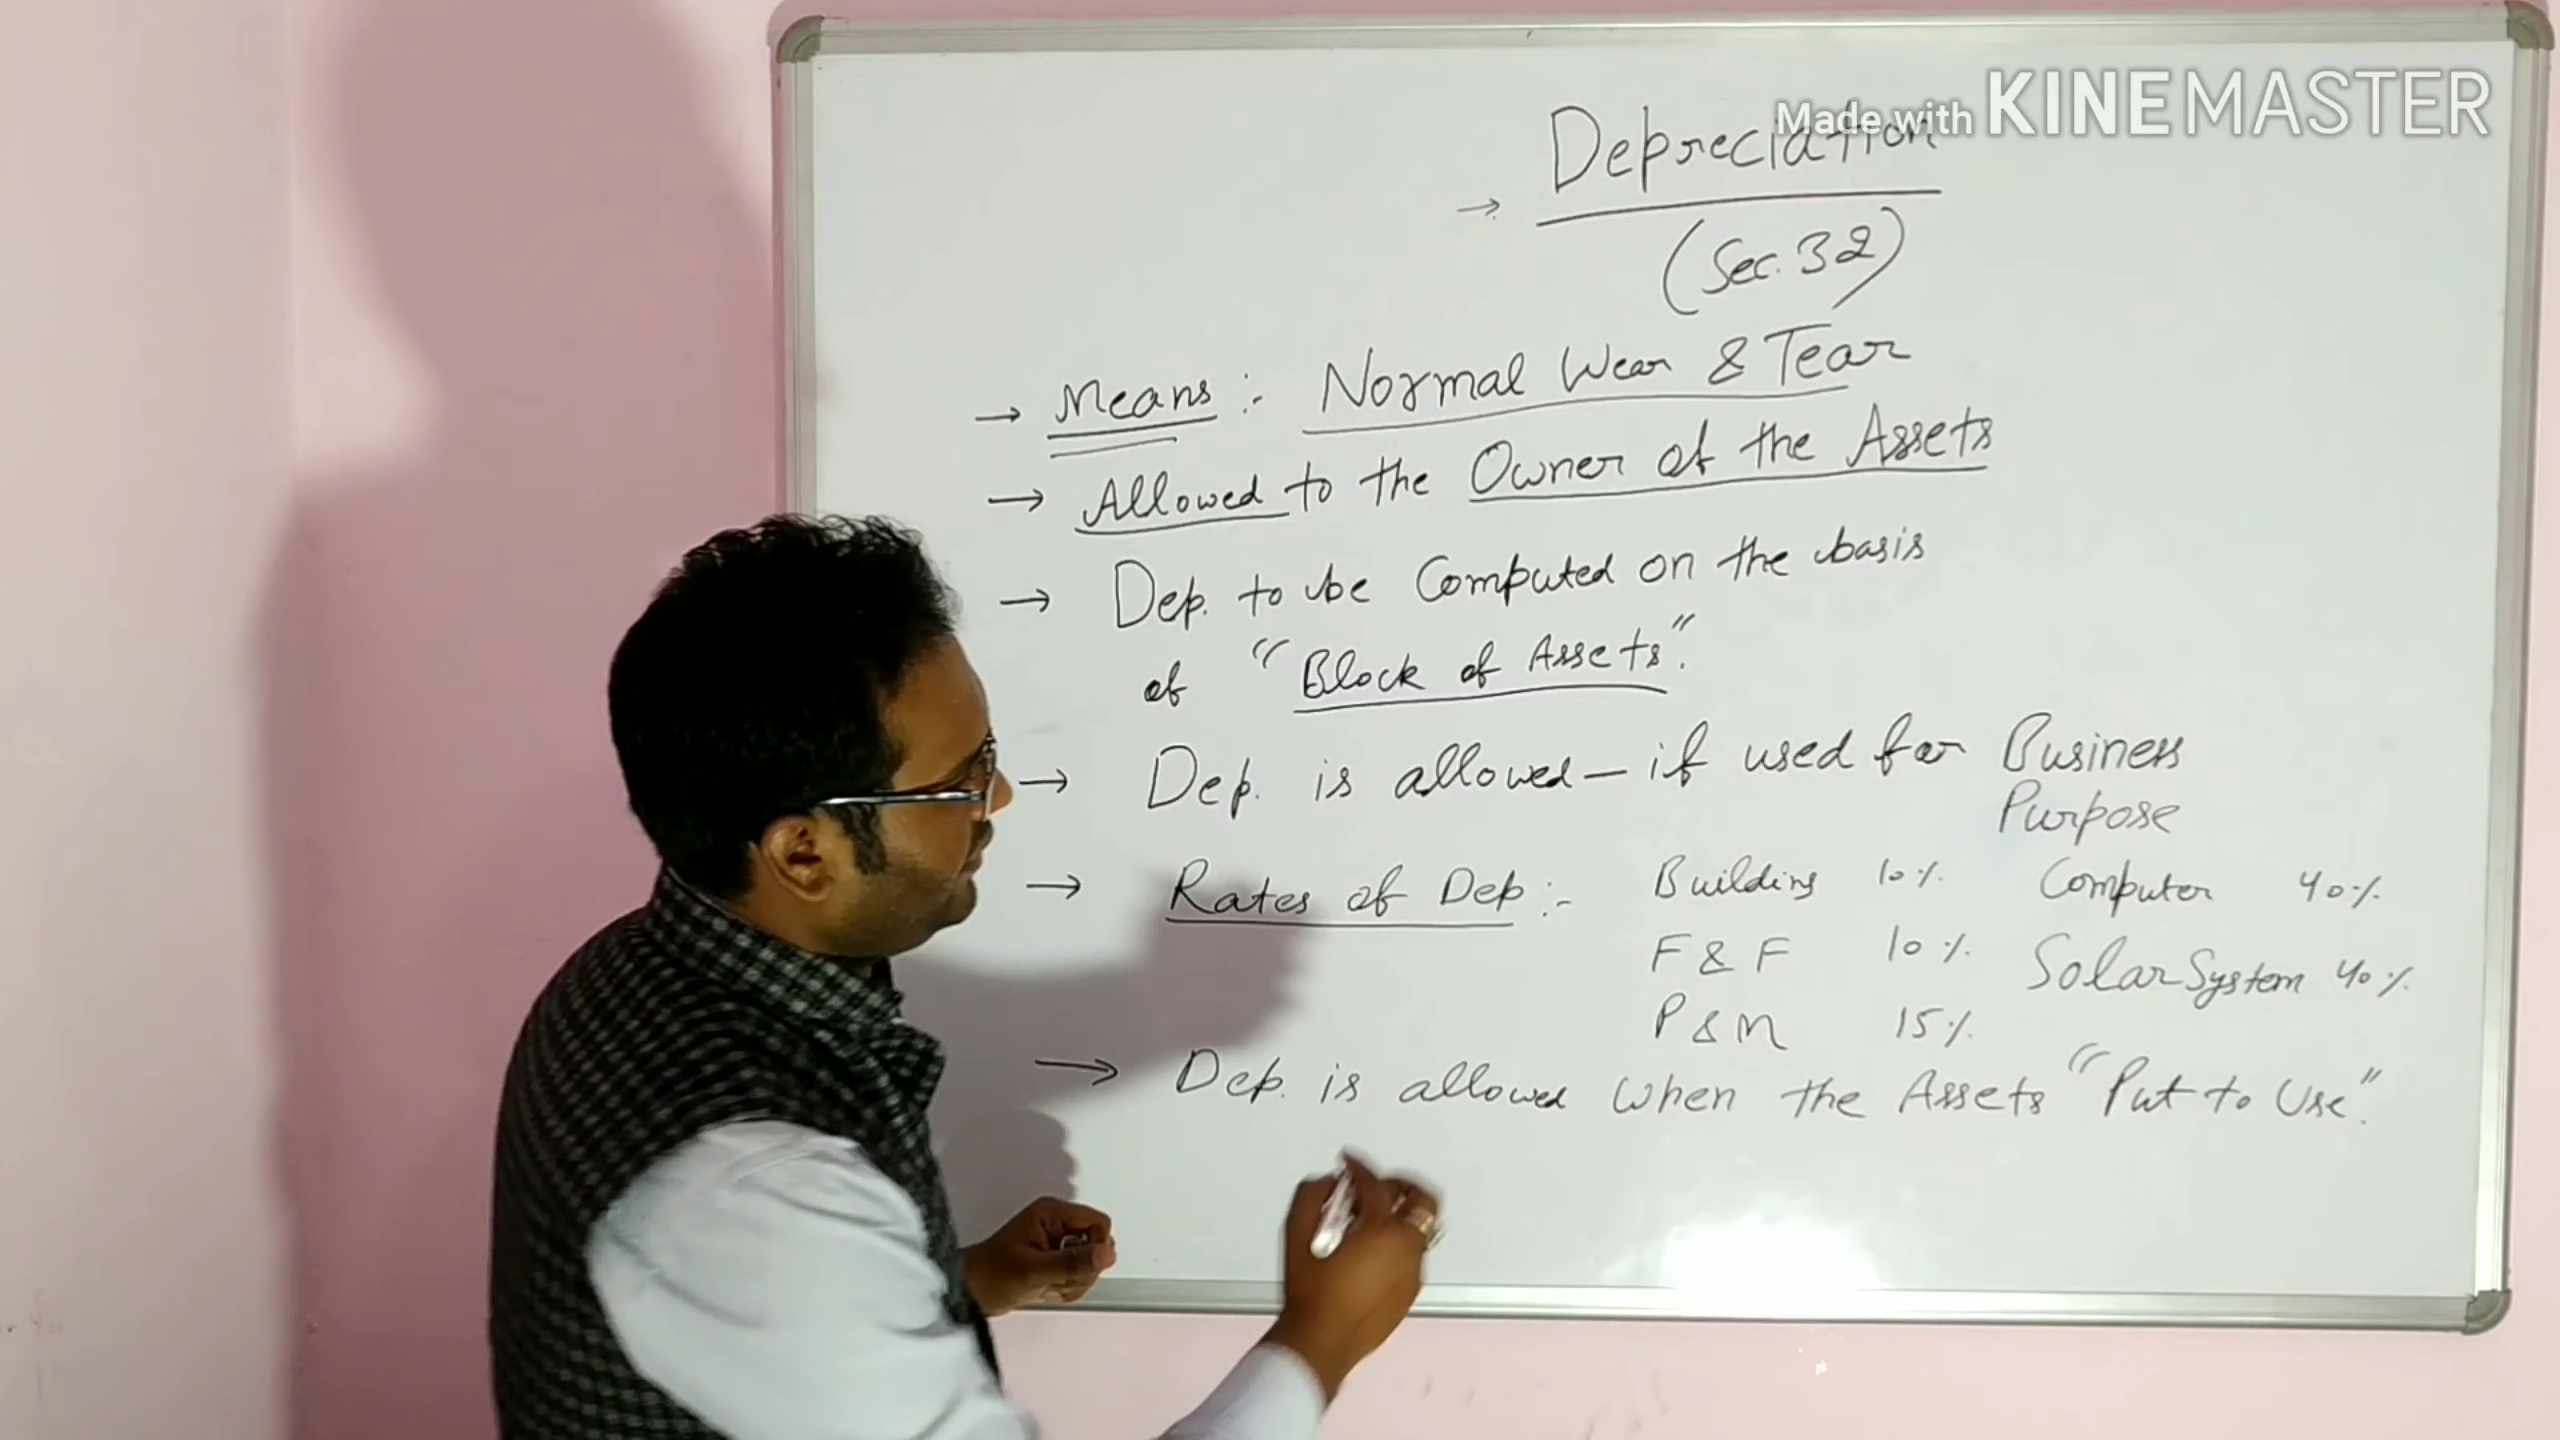 Made with KINEMASTER
→ Depreciation
(Sec. 32)
→ Means :- Normal Wear & Tear
→ Allowed to the Owner of the Assets
→ Dep. to be Computed on the basis
of "Block of Assets".
→ Dep. is allowed - if used for Business
Purpose
→ Rates of Dep :- Building 10% Computer 40%
F & F 10% Solar System 40%
P & M 15%
→ Dep. is allowed when the Assets "Put to Use".